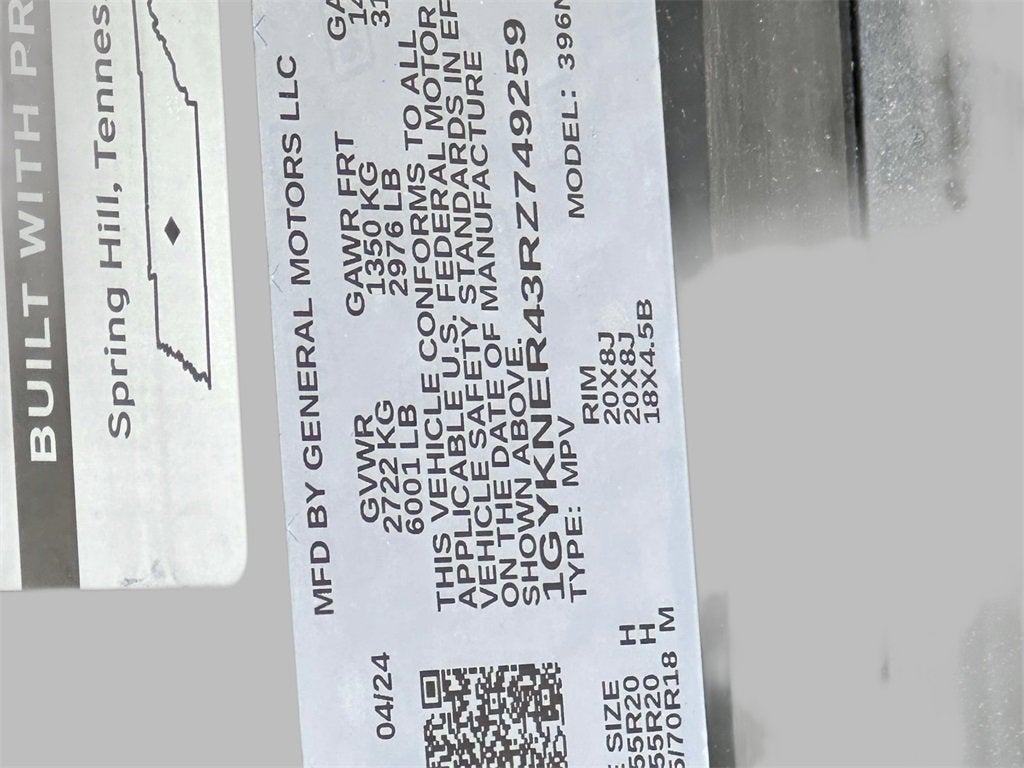 BUILT WITH PR
Spring Hill, Tennes
04/24
MFD BY GENERAL MOTORS LLC
GVWR GAWR FRT GA
2722 KG 1350 KG 14
6001 LB 2976 LB 31
THIS VEHICLE CONFORMS TO ALL
APPLICABLE U.S. FEDERAL MOTOR
VEHICLE SAFETY STANDARDS IN EF
ON THE DATE OF MANUFACTURE
SHOWN ABOVE.
1GYKNER43RZ749259
TYPE: MPV MODEL: 396N
SIZE RIM
55R20 H 20X8J
55R20 H 20X8J
5/70R18 M 18X4.5B